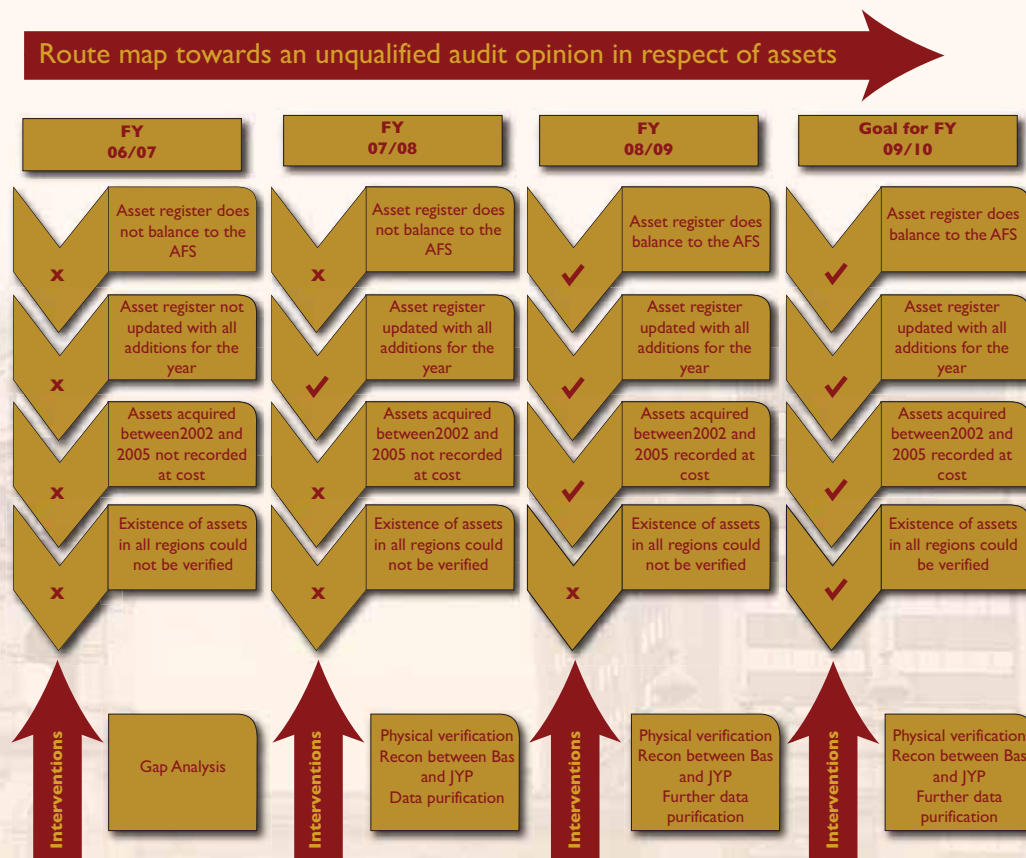 Route map towards an unqualified audit opinion in respect of assets
FY
06/07
Asset register does
not balance to the
AFS
x
Asset register not
updated with all
additions for the
year
x
Assets acquired
between2002 and
2005 not recorded
at cost
x
Existence of assets
in all regions could
not be verified
x
Interventions
Gap Analysis
FY
07/08
Asset register does
not balance to the
AFS
x
Asset register
updated with all
additions for the
year
✓
Assets acquired
between2002 and
2005 not recorded
at cost
x
Existence of assets
in all regions could
not be verified
x
Interventions
Physical verification
Recon between Bas
and JYP
Data purification
FY
08/09
Asset register does
balance to the AFS
✓
Asset register
updated with all
additions for the
year
✓
Assets acquired
between2002 and
2005 recorded at
cost
✓
Existence of assets
in all regions could
not be verified
x
Interventions
Physical verification
Recon between Bas
and JYP
Further data
purification
Goal for FY
09/10
Asset register does
balance to the AFS
✓
Asset register
updated with all
additions for the
year
✓
Assets acquired
between2002 and
2005 recorded at
cost
✓
Existence of assets
in all regions could
be verified
✓
Interventions
Physical verification
Recon between Bas
and JYP
Further data
purification